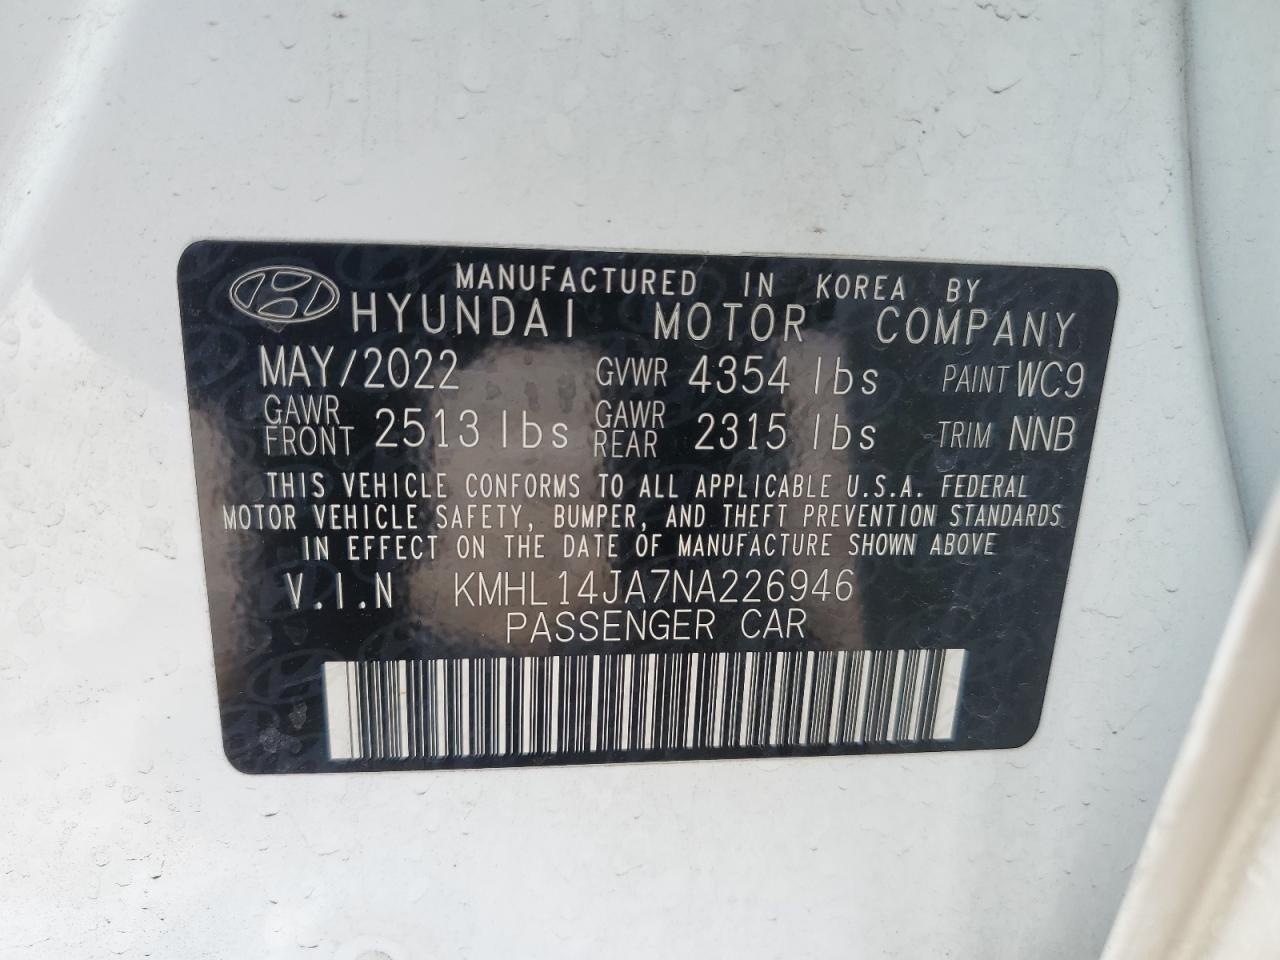 MANUFACTURED IN KOREA BY
HYUNDAI MOTOR COMPANY
MAY/2022 GVWR 4354 lbs PAINT WC9
GAWR FRONT 2513 lbs GAWR REAR 2315 lbs TRIM NNB
THIS VEHICLE CONFORMS TO ALL APPLICABLE U.S.A. FEDERAL
MOTOR VEHICLE SAFETY, BUMPER, AND THEFT PREVENTION STANDARDS
IN EFFECT ON THE DATE OF MANUFACTURE SHOWN ABOVE
V.I.N KMHL14JA7NA226946
PASSENGER CAR